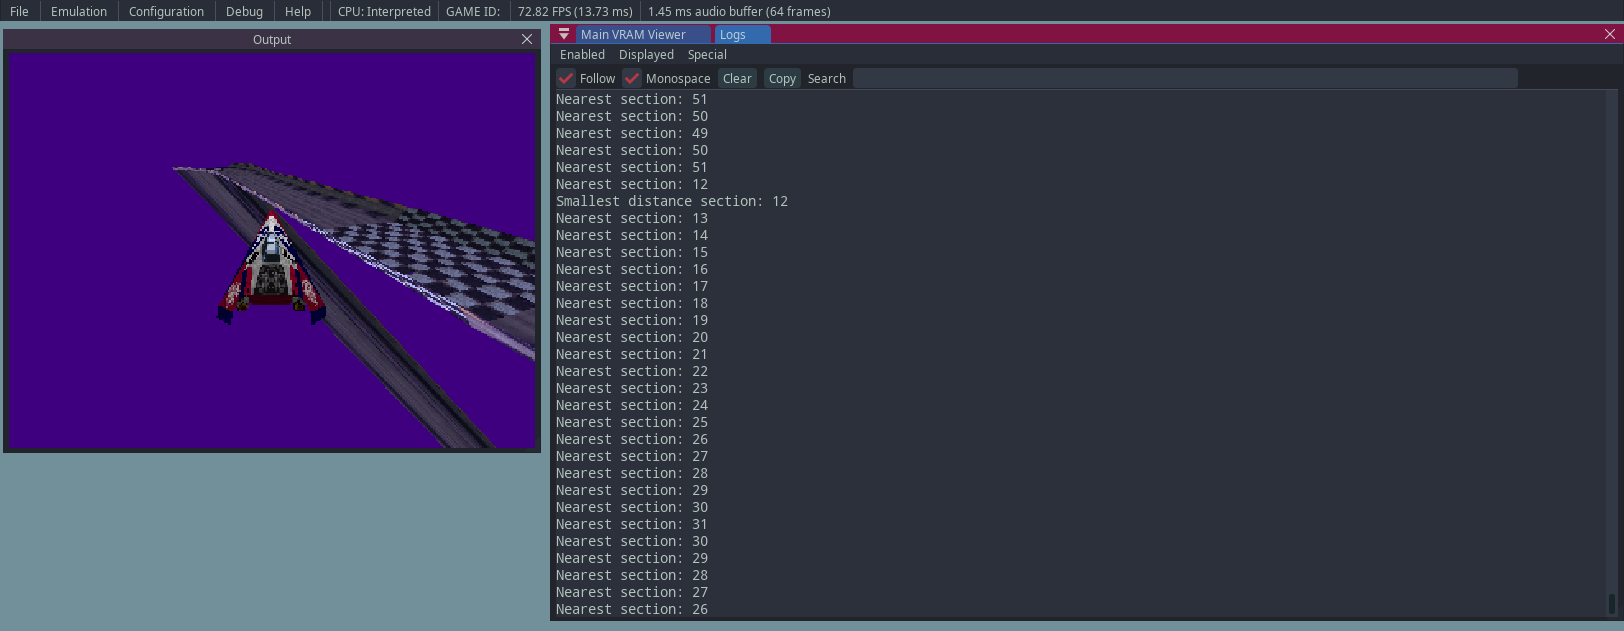 File Emulation Configuration Debug Help CPU: Interpreted GAME ID: 72.82 FPS (13.73 ms) 1.45 ms audio buffer (64 frames)
Output
Main VRAM Viewer Logs
Enabled Displayed Special
Follow Monospace Clear Copy Search
Nearest section: 51
Nearest section: 50
Nearest section: 49
Nearest section: 50
Nearest section: 51
Nearest section: 12
Smallest distance section: 12
Nearest section: 13
Nearest section: 14
Nearest section: 15
Nearest section: 16
Nearest section: 17
Nearest section: 18
Nearest section: 19
Nearest section: 20
Nearest section: 21
Nearest section: 22
Nearest section: 23
Nearest section: 24
Nearest section: 25
Nearest section: 26
Nearest section: 27
Nearest section: 28
Nearest section: 29
Nearest section: 30
Nearest section: 31
Nearest section: 30
Nearest section: 29
Nearest section: 28
Nearest section: 27
Nearest section: 26